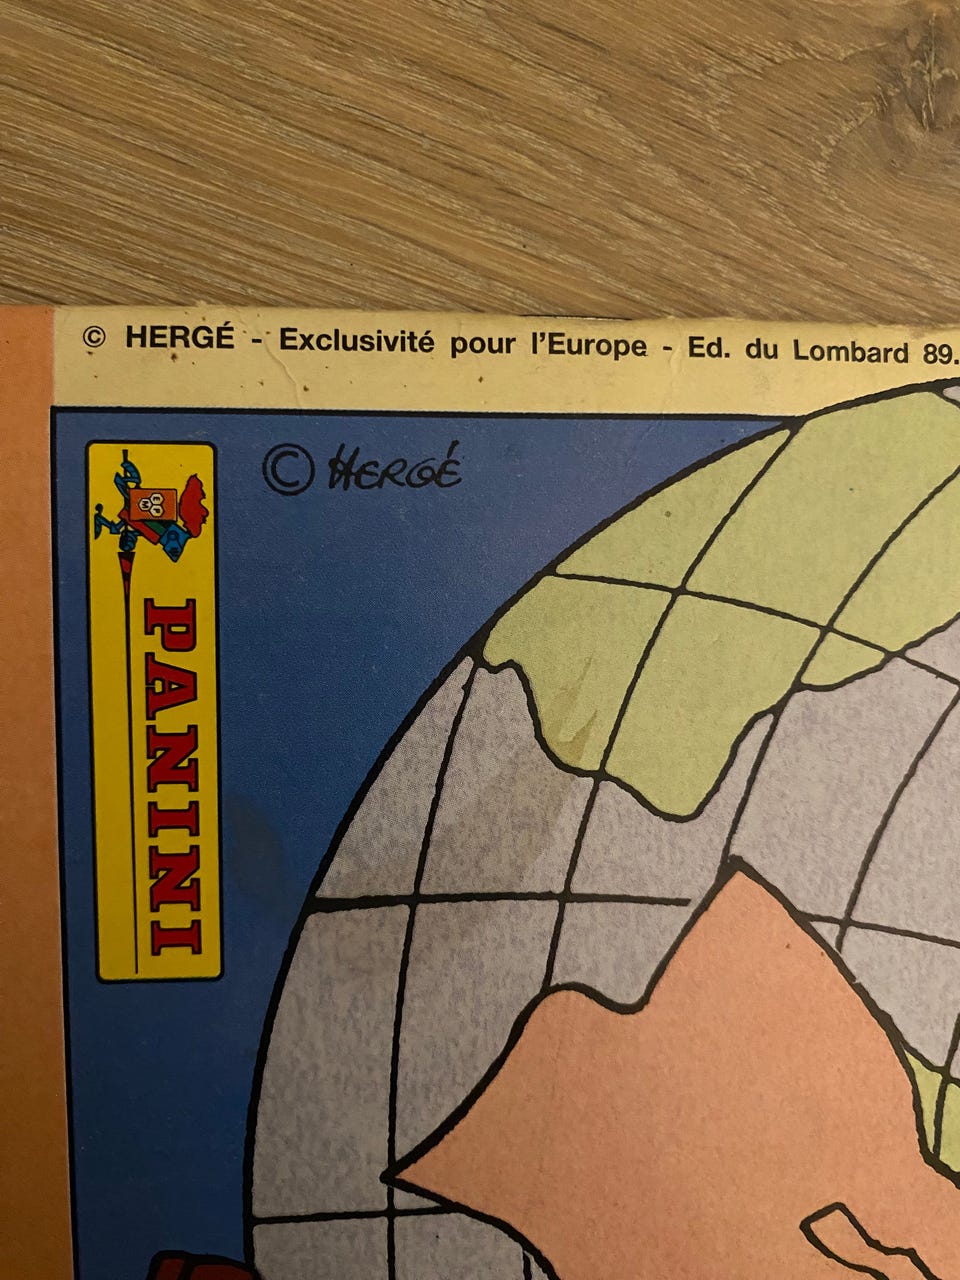 © HERGÉ - Exclusivité pour l'Europe - Ed. du Lombard 89.
© HERGÉ
PANINI